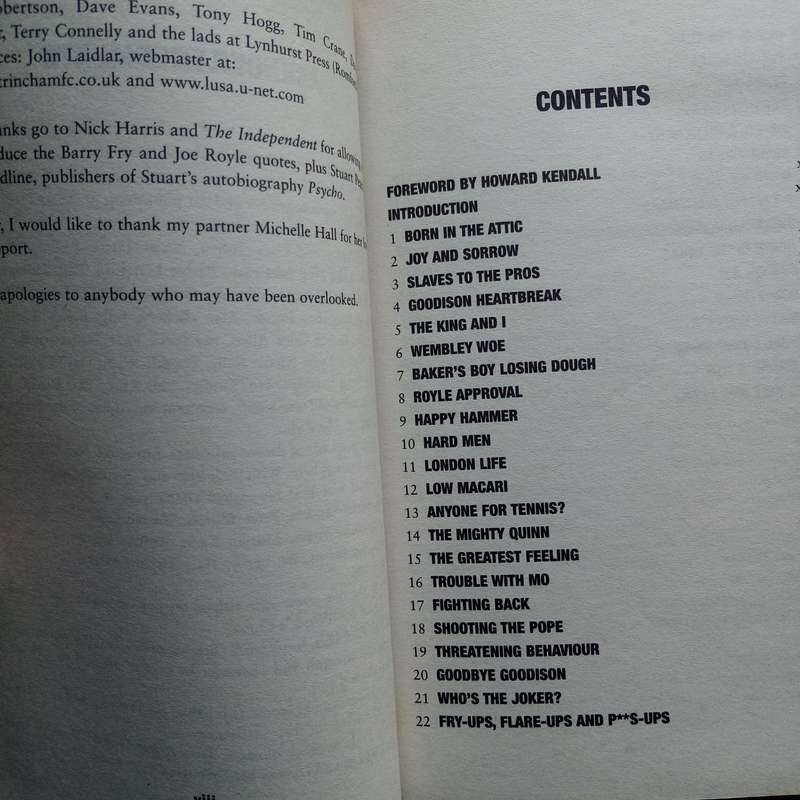 obertson, Dave Evans, Tony Hogg, Tim Crane,
Terry Connelly and the lads at Lynhurst Press
ces: John Laidlar, webmaster at:
trinchamfc.co.uk and www.lusa.u-net.com
anks go to Nick Harris and The Independent for allowing
duce the Barry Fry and Joe Royle quotes, plus Stuart
dline, publishers of Stuart's autobiography Psycho.
, I would like to thank my partner Michelle Hall for her
port.
apologies to anybody who may have been overlooked.
viii
CONTENTS
FOREWORD BY HOWARD KENDALL
INTRODUCTION
1 BORN IN THE ATTIC
2 JOY AND SORROW
3 SLAVES TO THE PROS
4 GOODISON HEARTBREAK
5 THE KING AND I
6 WEMBLEY WOE
7 BAKER'S BOY LOSING DOUGH
8 ROYLE APPROVAL
9 HAPPY HAMMER
10 HARD MEN
11 LONDON LIFE
12 LOW MACARI
13 ANYONE FOR TENNIS?
14 THE MIGHTY QUINN
15 THE GREATEST FEELING
16 TROUBLE WITH MO
17 FIGHTING BACK
18 SHOOTING THE POPE
19 THREATENING BEHAVIOUR
20 GOODBYE GOODISON
21 WHO'S THE JOKER?
22 FRY-UPS, FLARE-UPS AND P**S-UPS